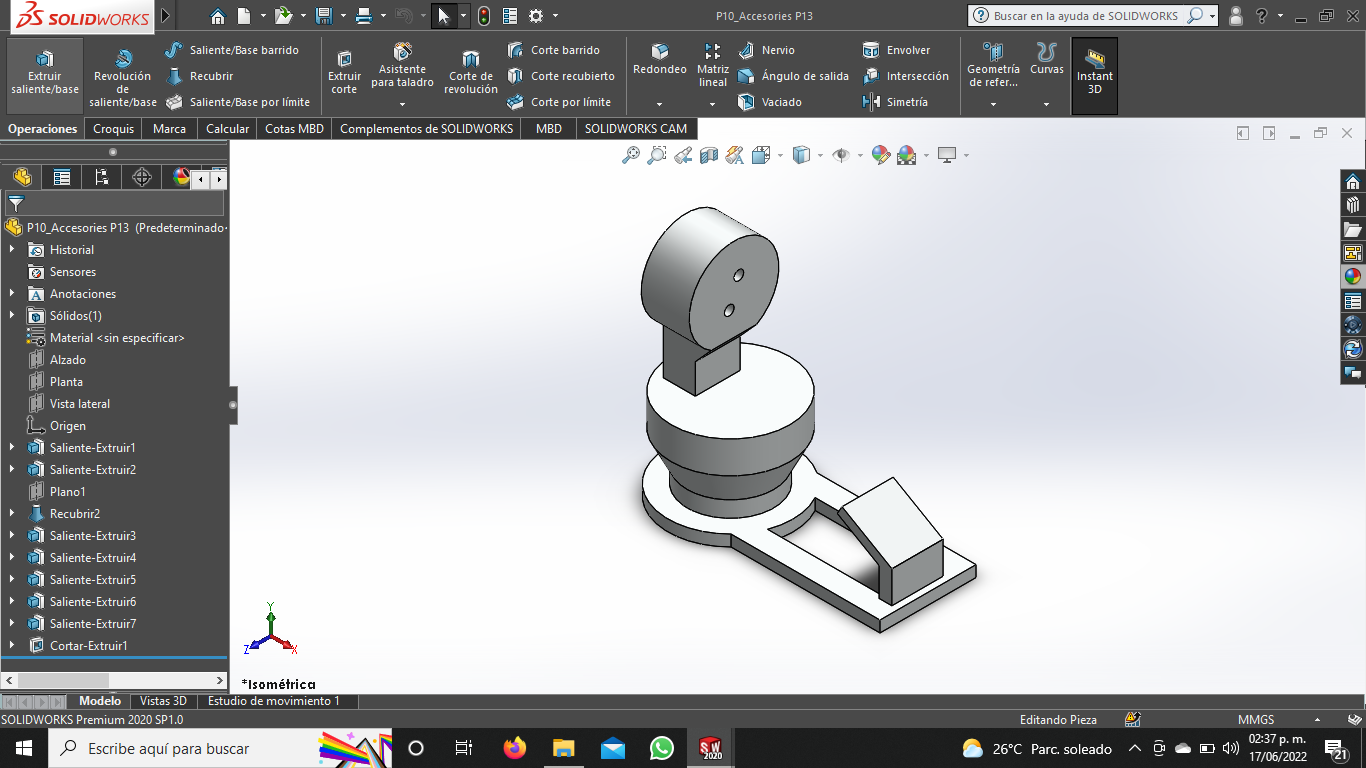 SOLIDWORKS
P10_Accesories P13
Buscar en la ayuda de SOLIDWORKS
Extruir saliente/base
Revolución de saliente/base
Saliente/Base barrido
Recubrir
Saliente/Base por límite
Extruir corte
Asistente para taladro
Corte de revolución
Corte barrido
Corte recubierto
Corte por límite
Redondeo
Matriz lineal
Nervio
Ángulo de salida
Vaciado
Envolver
Intersección
Simetría
Geometría de refer...
Curvas
Instant 3D
Operaciones
Croquis
Marca
Calcular
Cotas MBD
Complementos de SOLIDWORKS
MBD
SOLIDWORKS CAM
P10_Accesories P13 (Predeterminado
Historial
Sensores
Anotaciones
Sólidos(1)
Material <sin especificar>
Alzado
Planta
Vista lateral
Origen
Saliente-Extruir1
Saliente-Extruir2
Plano1
Recubrir2
Saliente-Extruir3
Saliente-Extruir4
Saliente-Extruir5
Saliente-Extruir6
Saliente-Extruir7
Cortar-Extruir1
Y
Z
X
*Isométrica
Modelo
Vistas 3D
Estudio de movimiento 1
SOLIDWORKS Premium 2020 SP1.0
Editando Pieza
MMGS
Escribe aquí para buscar
SW
2020
26°C Parc. soleado
02:37 p. m.
17/06/2022
21